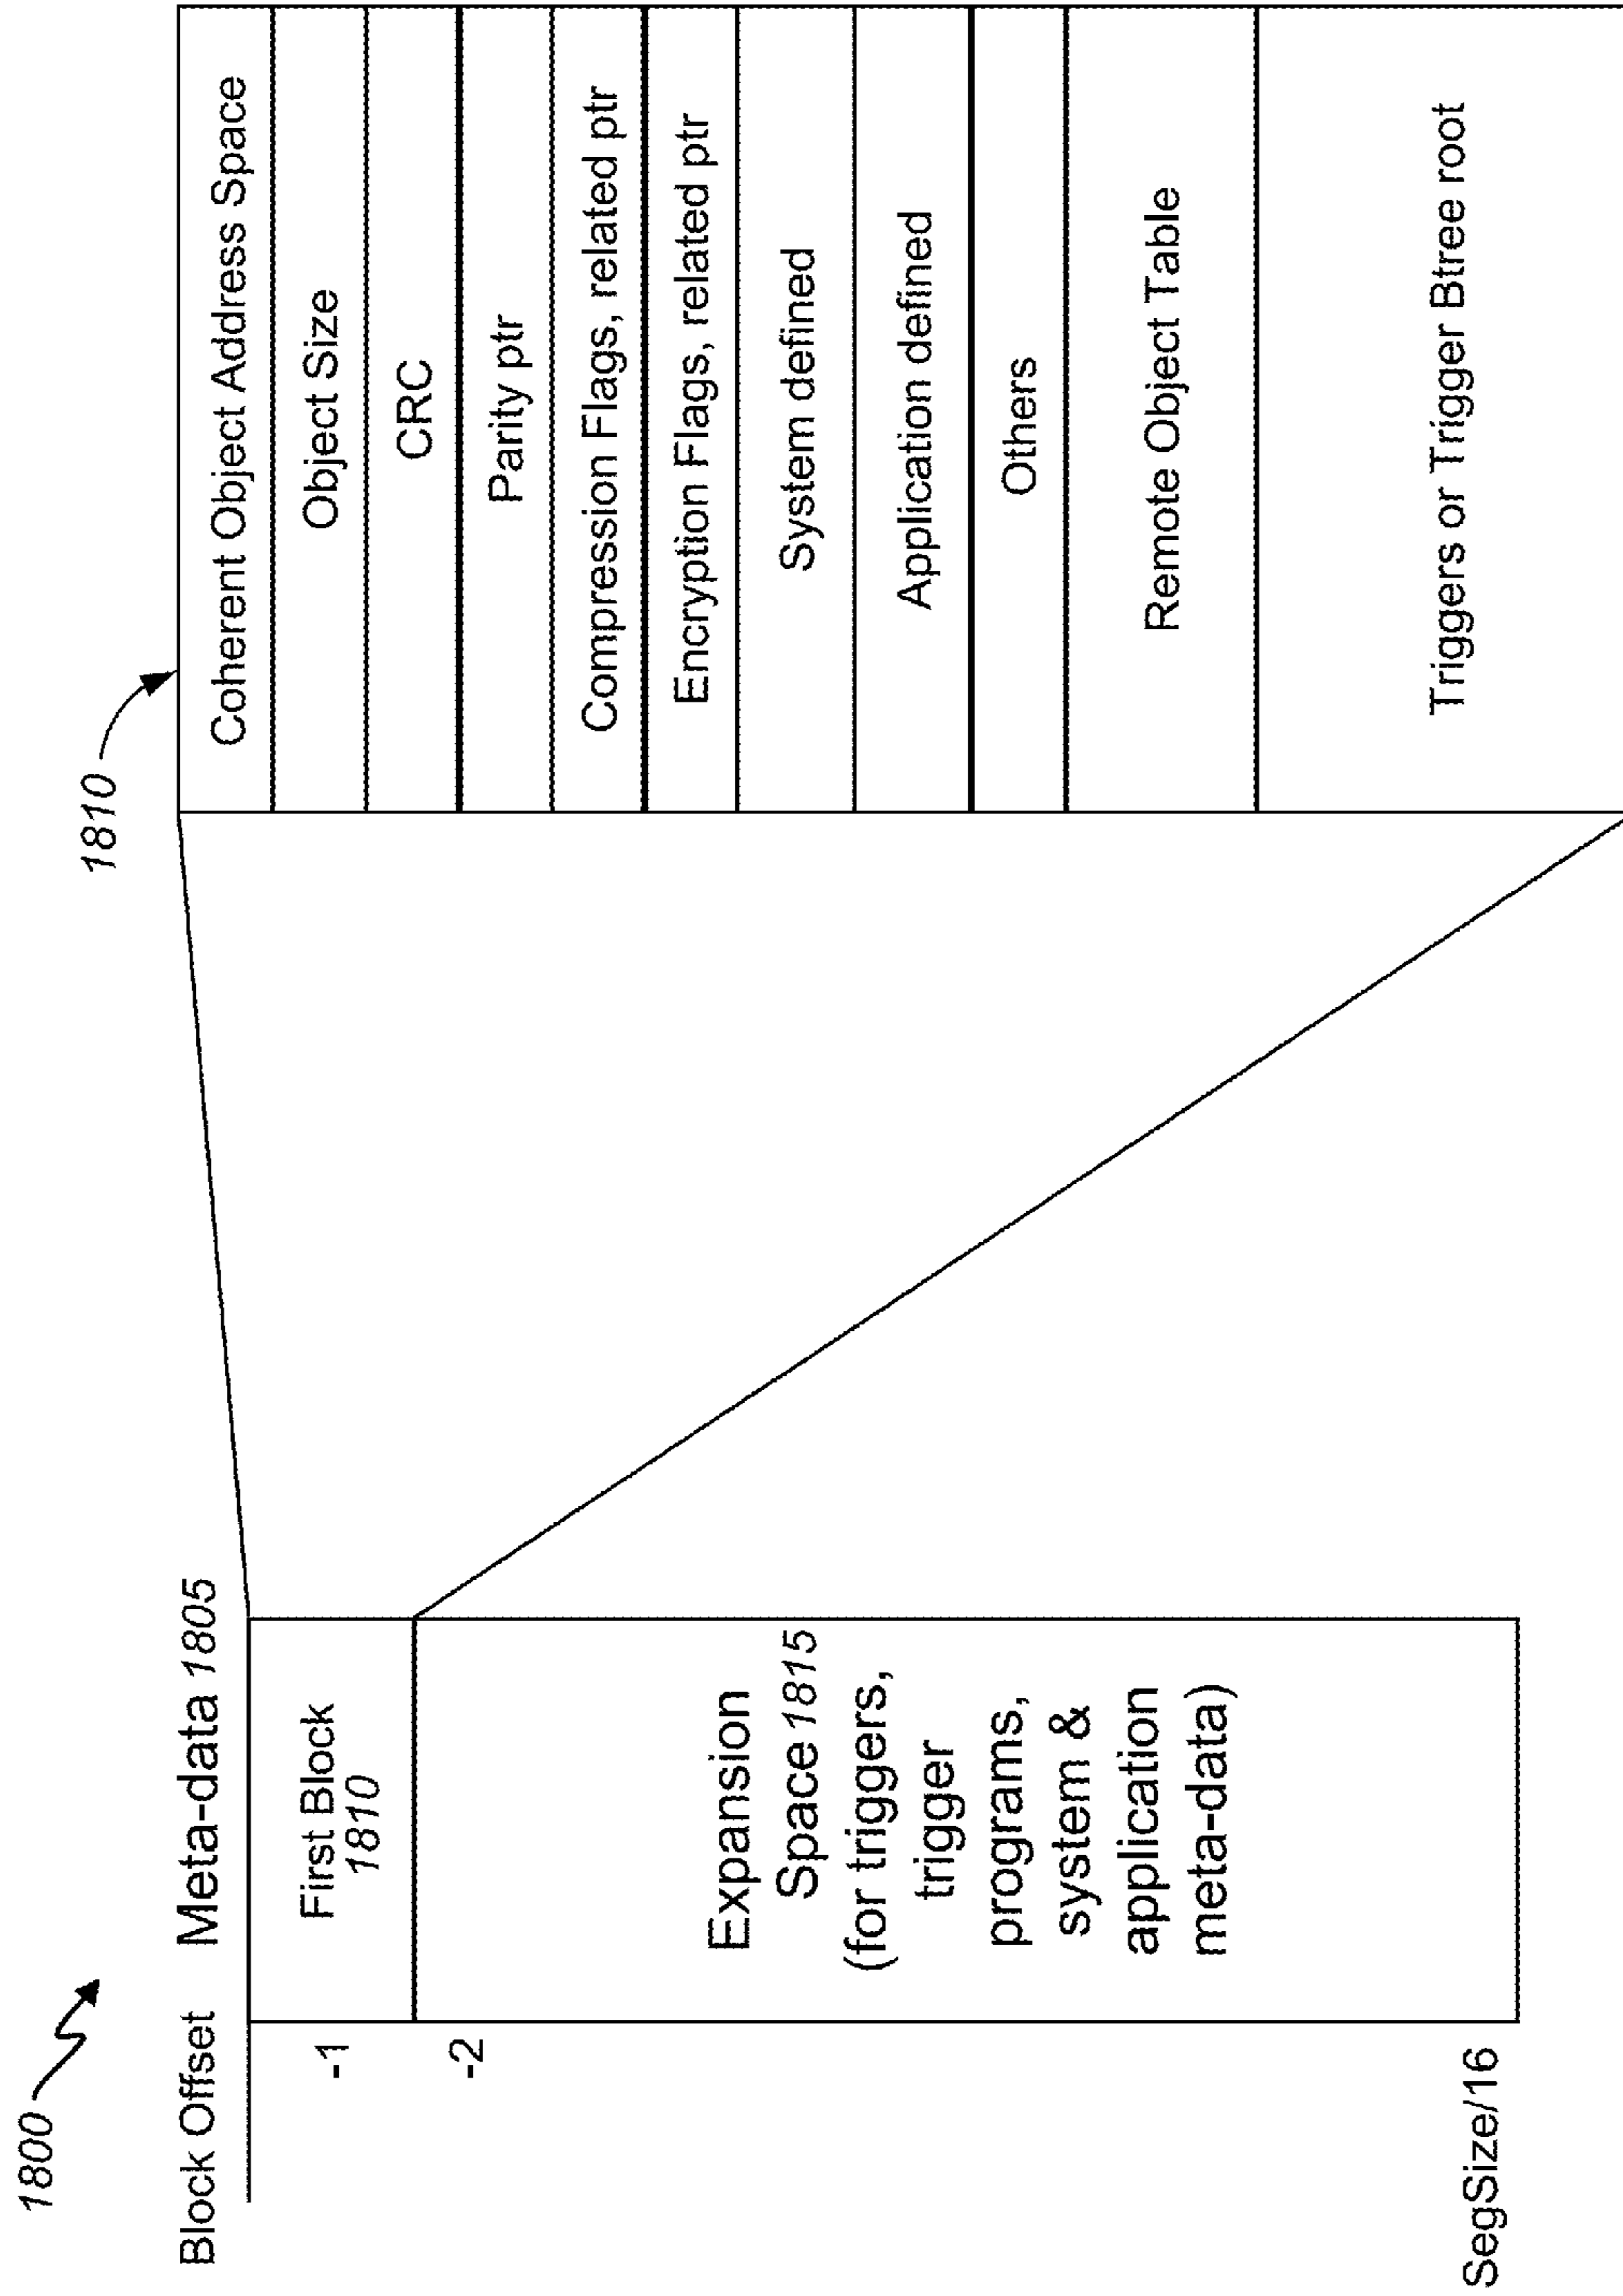 1800
Block Offset
Meta-data 1805
-1
First Block
1810
-2
Expansion
Space 1815
(for triggers,
trigger
programs,
system &
application
meta-data)
SegSize/16
1810
Coherent Object Address Space
Object Size
CRC
Parity ptr
Compression Flags, related ptr
Encryption Flags, related ptr
System defined
Application defined
Others
Remote Object Table
Triggers or Trigger Btree root